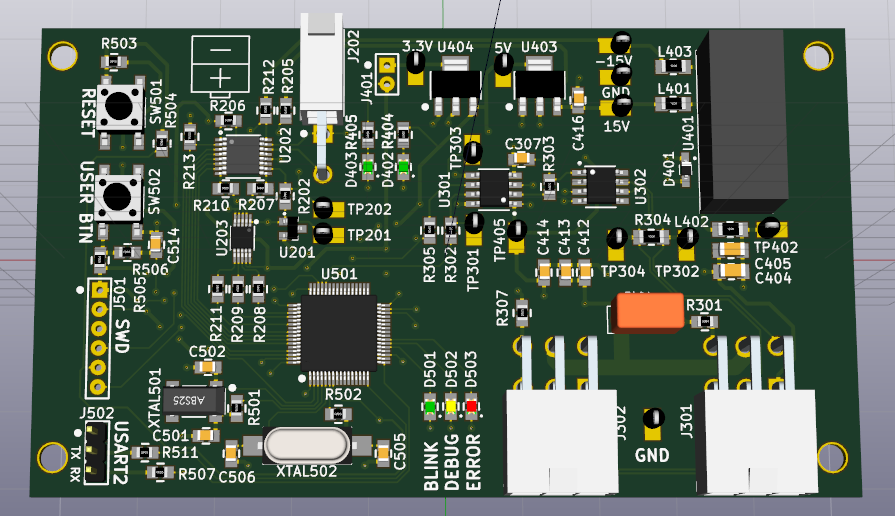 R503
RESET
SW501
R504
R206
R212
R205
J202
J401
3.3V
U404
5V
U403
-15V
GND
15V
L403
L401
U401
D401
USER BTN
SW502
R213
U202
D403
R405
D402
R404
TP303
C307
R303
C416
U301
U302
R210
R207
R202
TP202
TP201
U203
U201
C514
R506
R505
J501
SWD
U501
R211
R209
R208
R305
R302
TP301
TP405
C414
C413
C412
R304
L402
TP304
TP302
TP402
C405
C404
R307
R301
C502
XTAL501
ABS25
R501
R502
D501
D502
D503
J502
TX
RX
USART2
C501
R511
R507
C506
XTAL502
C505
BLINK
DEBUG
ERROR
J302
GND
J301